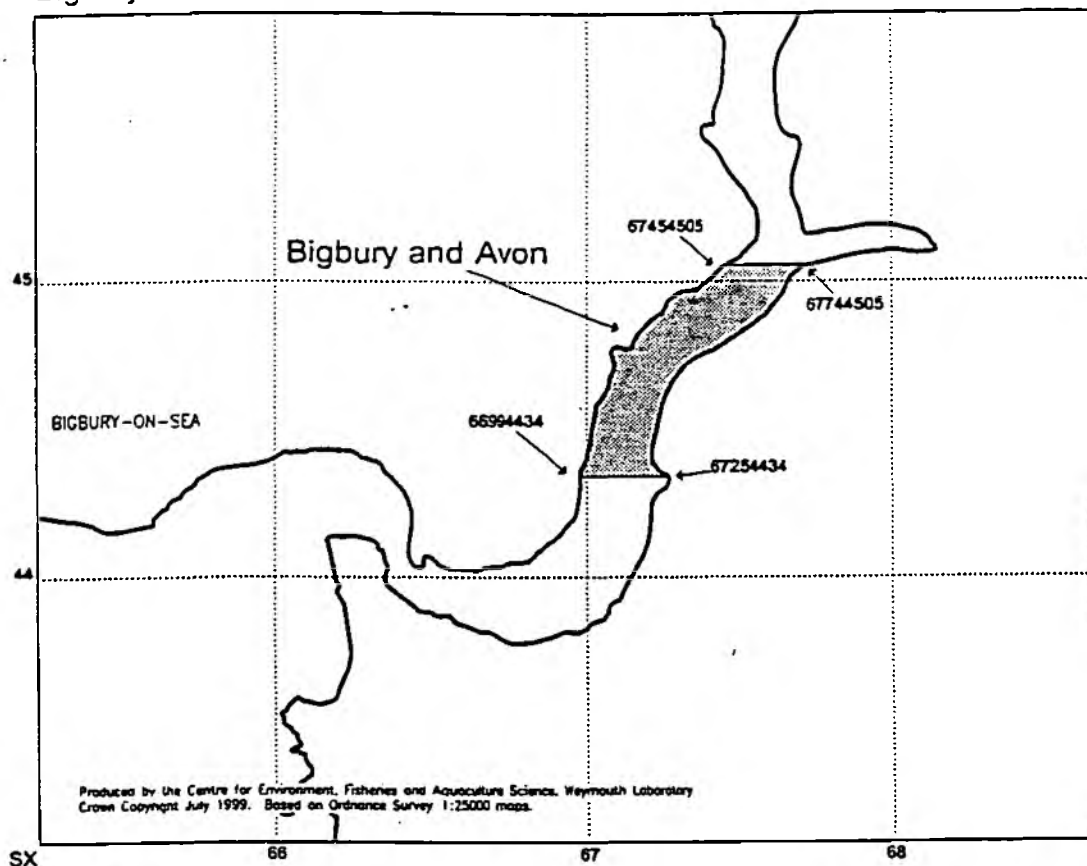 67454505
Bigbury and Avon
45
67744505
BIGBURY-ON-SEA
66994434
67254434
44
Produced by the Centre for Environment, Fisheries and Aquaculture Science, Weymouth Laboratory
Crown Copyright July 1999. Based on Ordnance Survey 1:25000 maps.
SX
66
67
68